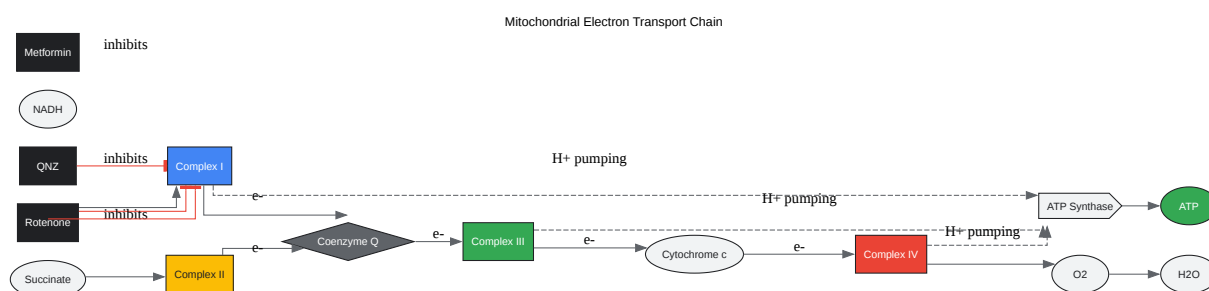 Mitochondrial Electron Transport Chain
Metformin
inhibits
NADH
QNZ
inhibits
Complex I
H+ pumping
Rotenone
inhibits
e-
H+ pumping
ATP Synthase
ATP
Coenzyme Q
e-
e-
Complex III
e-
H+ pumping
Succinate
Complex II
Cytochrome c
e-
Complex IV
O2
H2O